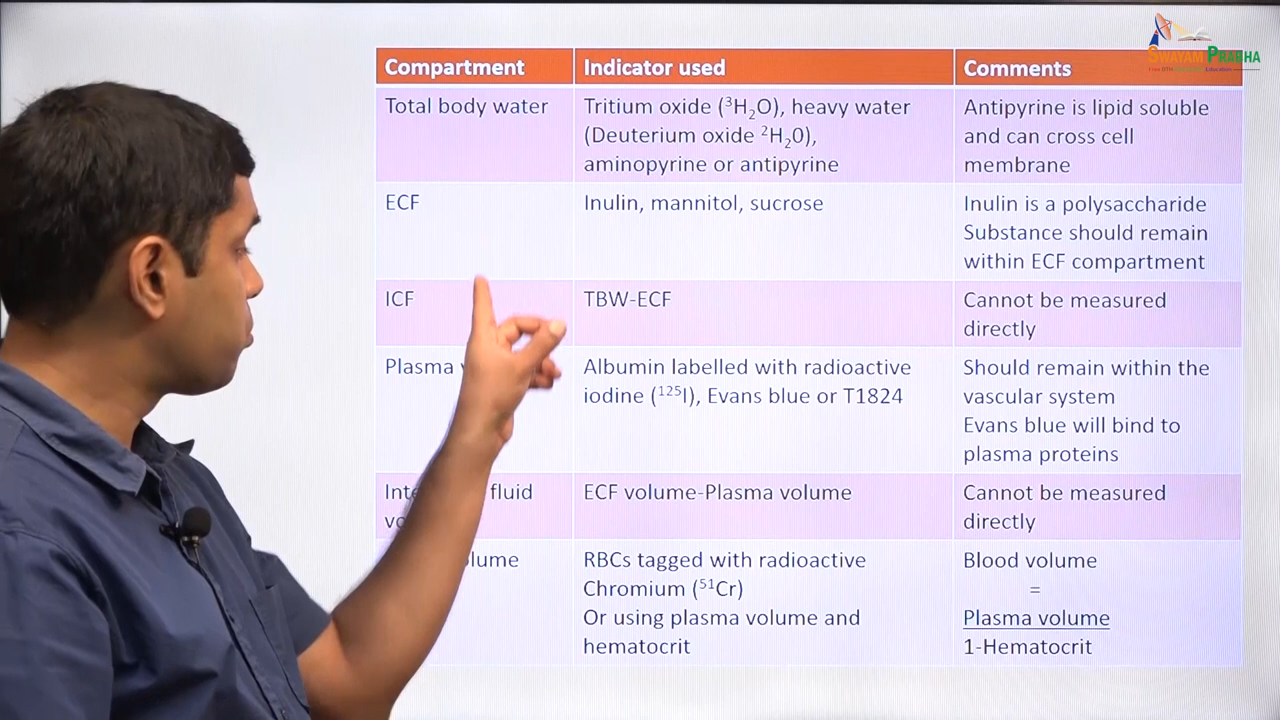 SWAYAM PRABHA
Compartment
Indicator used
Comments
Total body water
Tritium oxide (³H₂O), heavy water
(Deuterium oxide ²H₂0),
aminopyrine or antipyrine
Antipyrine is lipid soluble
and can cross cell
membrane
ECF
Inulin, mannitol, sucrose
Inulin is a polysaccharide
Substance should remain
within ECF compartment
ICF
TBW-ECF
Cannot be measured
directly
Plasma
Albumin labelled with radioactive
iodine (¹²⁵I), Evans blue or T1824
Should remain within the
vascular system
Evans blue will bind to
plasma proteins
fluid
ECF volume-Plasma volume
Cannot be measured
directly
RBCs tagged with radioactive
Chromium (⁵¹Cr)
Or using plasma volume and
hematocrit
Blood volume
=
Plasma volume
1-Hematocrit